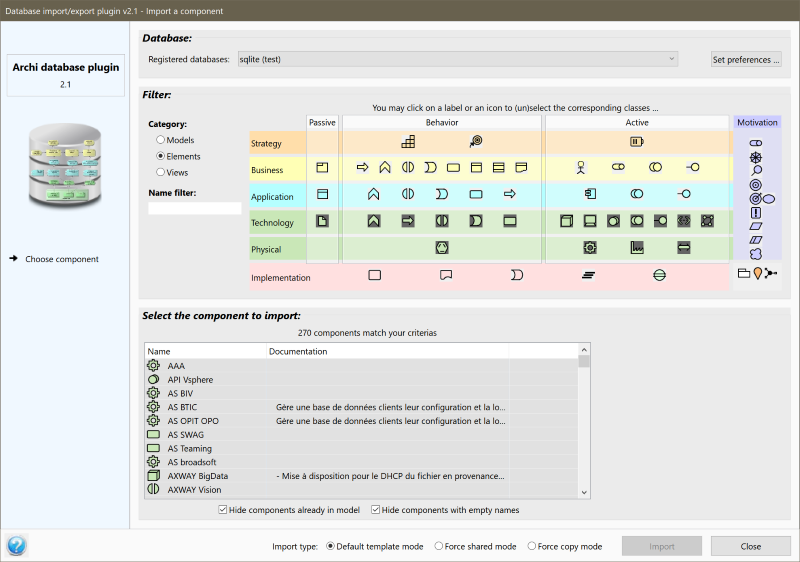 Database import/export plugin v2.1 - Import a component
Archi database plugin
2.1
Choose component
Database:
Registered databases: sqlite (test) Set preferences ...
Filter:
You may click on a label or an icon to (un)select the corresponding classes ...
Category:
Models
Elements
Views
Name filter:
Passive Behavior Active Motivation
Strategy
Business
Application
Technology
Physical
Implementation
Select the component to import:
270 components match your criterias
Name Documentation
AAA
API Vsphere
AS BIV
AS BTIC Gère une base de données clients leur configuration et la lo...
AS OPIT OPO Gère une base de données clients leur configuration et la lo...
AS SWAG
AS Teaming
AS broadsoft
AXWAY BigData - Mise à disposition pour le DHCP du fichier en provenance...
AXWAY Vision
Hide components already in model Hide components with empty names
Import type: Default template mode Force shared mode Force copy mode Import Close